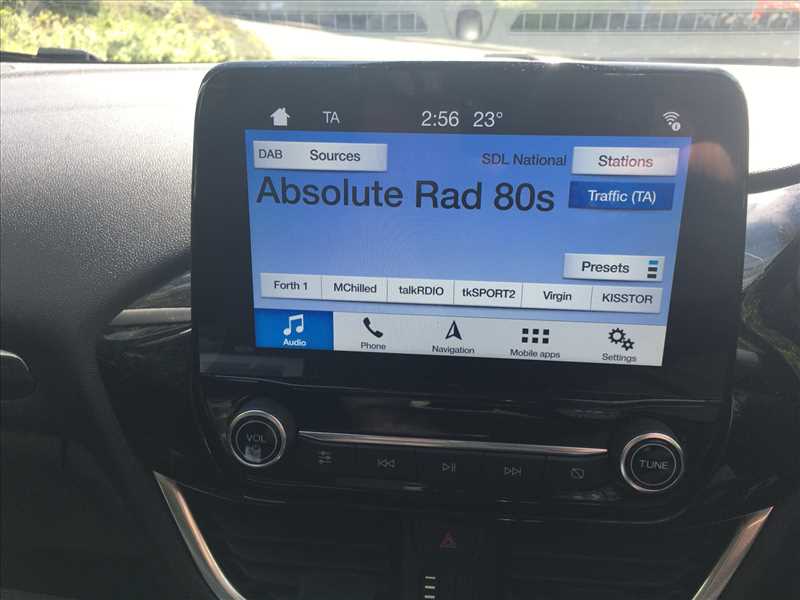 TA 2:56 23°
DAB Sources SDL National Stations
Absolute Rad 80s
Traffic (TA)
Presets
Forth 1 MChilled talkRDIO tkSPORT2 Virgin KISSTOR
Audio Phone Navigation Mobile apps Settings
VOL TUNE